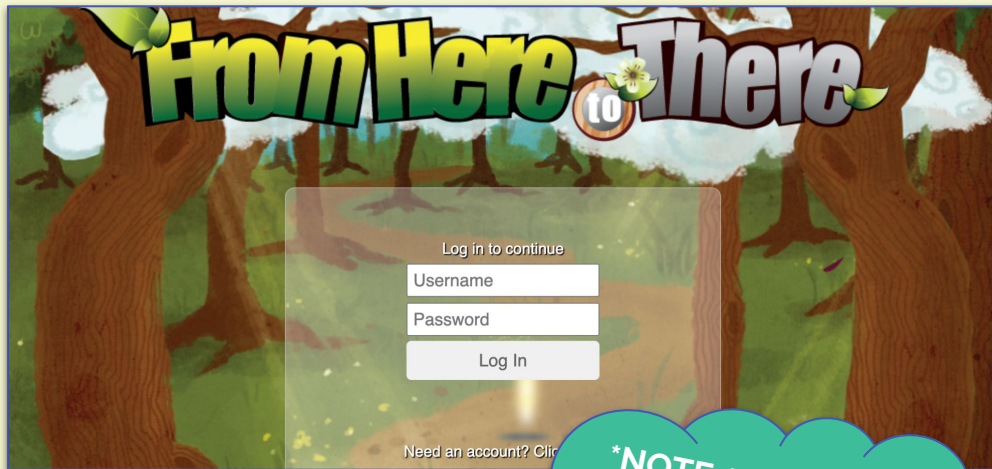 From Here to There
Log in to continue
Username
Password
Log In
Need an account?
*NOTE